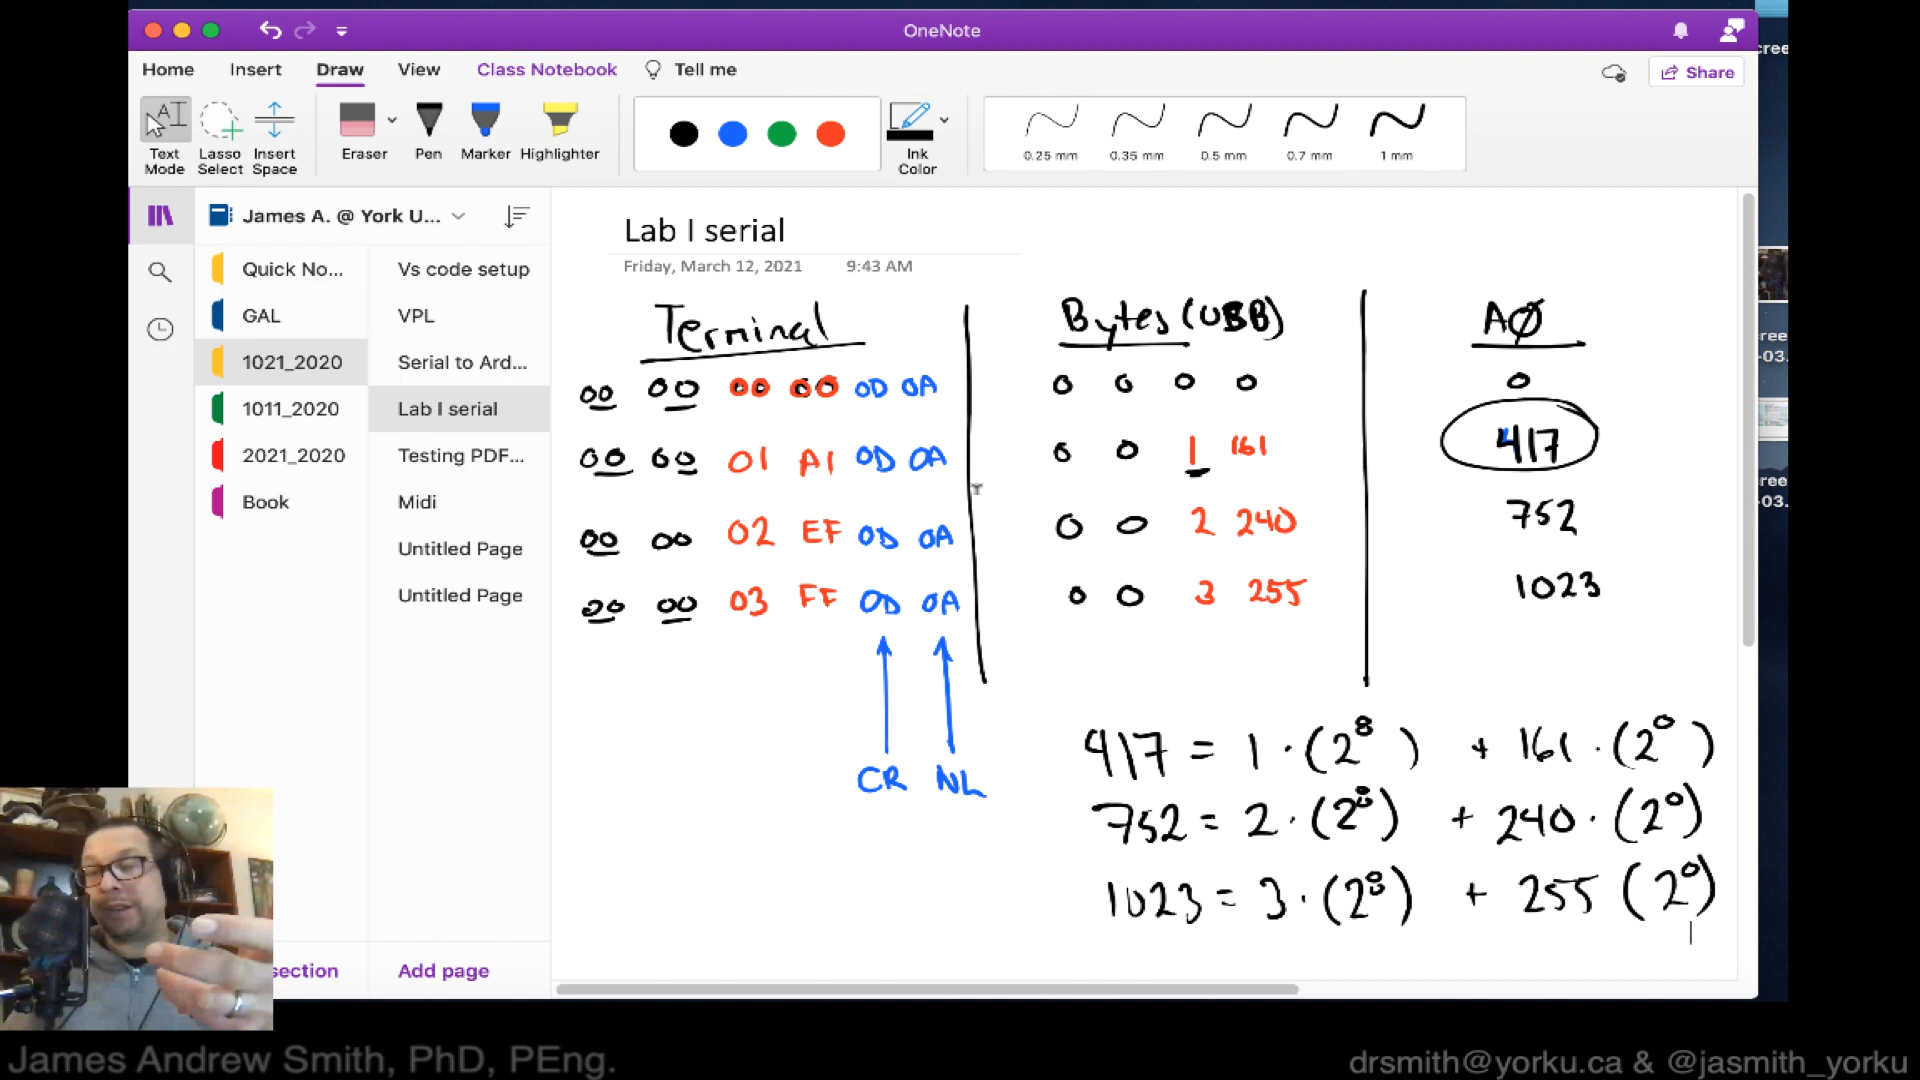 OneNote
Home Insert Draw View Class Notebook Tell me
Share
Text Mode
Lasso Select
Insert Space
Eraser
Pen
Marker
Highlighter
Ink Color
0.25 mm 0.35 mm 0.5 mm 0.7 mm 1 mm
James A. @ York U...
Quick No...
GAL
1021_2020
1011_2020
2021_2020
Book
Vs code setup
VPL
Serial to Ard...
Lab I serial
Testing PDF...
Midi
Untitled Page
Untitled Page
section
Add page
Lab I serial
Friday, March 12, 2021 9:43 AM
Terminal Bytes (USB) AØ
00 00 00 00 0D 0A 0 0 0 0 0
00 00 01 A1 0D 0A 0 0 1 161 417
00 00 02 EF 0D 0A 0 0 2 240 752
00 00 03 FF 0D 0A 0 0 3 255 1023
CR NL
417 = 1 · (2⁸ ) + 161 · (2⁰ )
752 = 2 · (2⁸) + 240 · (2⁰)
1023 = 3 · (2⁸) + 255 (2⁰)
James Andrew Smith, PhD, PEng.
drsmith@yorku.ca & @jasmith_yorku